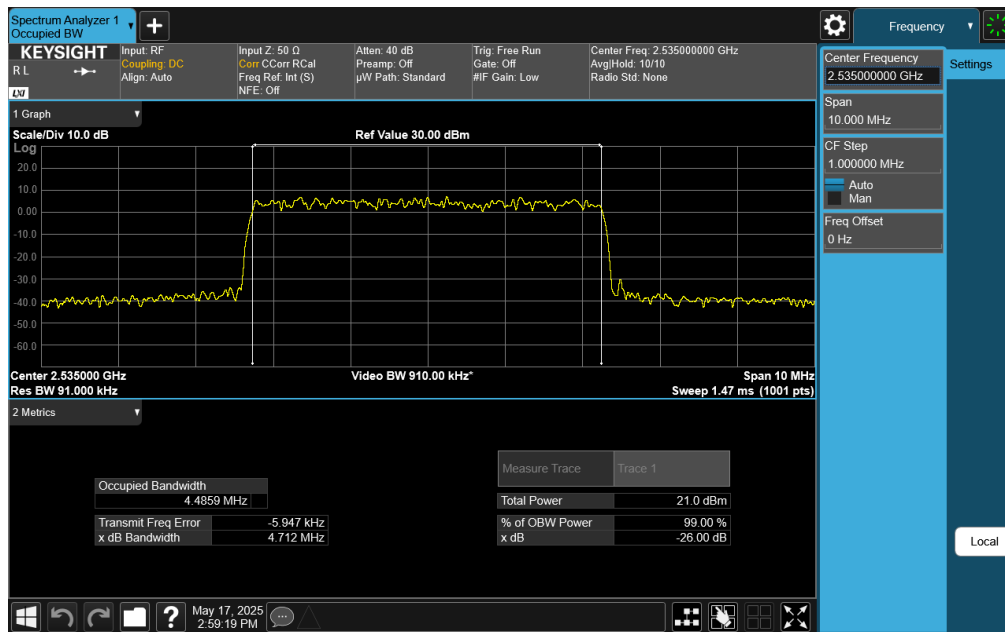 Spectrum Analyzer 1
Occupied BW
Frequency
KEYSIGHT
R L
LXI
Input: RF
Coupling: DC
Align: Auto
Input Z: 50 Ω
Corr CCorr RCal
Freq Ref: Int (S)
NFE: Off
Atten: 40 dB
Preamp: Off
µW Path: Standard
Trig: Free Run
Gate: Off
#IF Gain: Low
Center Freq: 2.535000000 GHz
Avg|Hold: 10/10
Radio Std: None
Center Frequency
2.535000000 GHz
Settings
Span
10.000 MHz
CF Step
1.000000 MHz
Auto
Man
Freq Offset
0 Hz
Local
1 Graph
Scale/Div 10.0 dB
Ref Value 30.00 dBm
Log
20.0
10.0
0.00
-10.0
-20.0
-30.0
-40.0
-50.0
-60.0
Center 2.535000 GHz
Video BW 910.00 kHz*
Span 10 MHz
Res BW 91.000 kHz
Sweep 1.47 ms (1001 pts)
2 Metrics
Measure Trace
Trace 1
Occupied Bandwidth
4.4859 MHz
Total Power
21.0 dBm
Transmit Freq Error
-5.947 kHz
% of OBW Power
99.00 %
x dB Bandwidth
4.712 MHz
x dB
-26.00 dB
May 17, 2025
2:59:19 PM